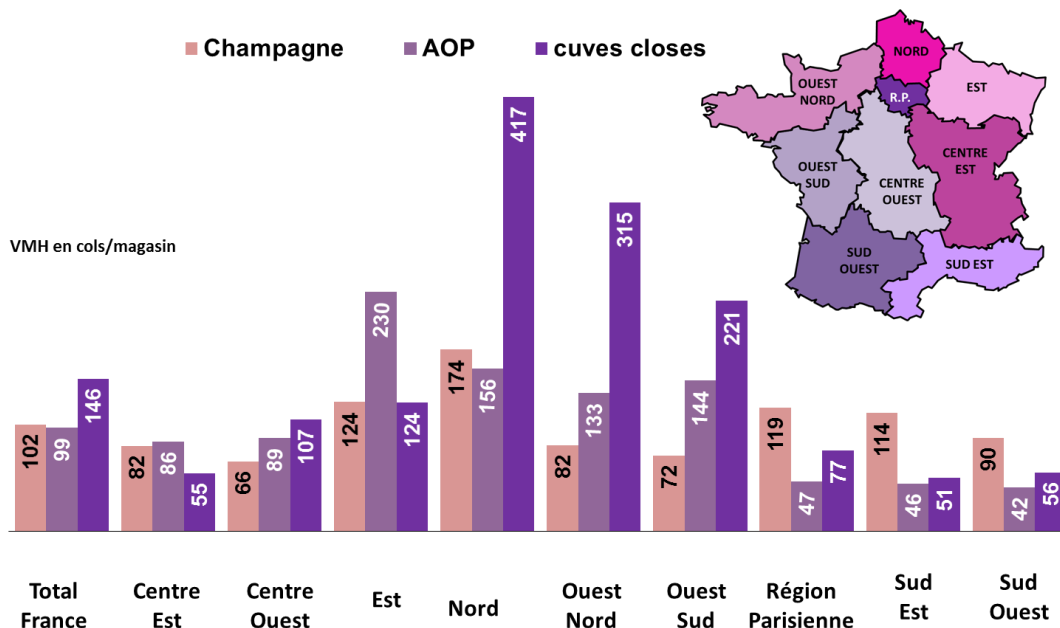 Champagne AOP cuves closes
NORD
OUEST
NORD
EST
R.P.
OUEST
SUD
CENTRE
EST
CENTRE
OUEST
SUD
OUEST
SUD EST
VMH en cols/magasin
102 99 146
82 86 55
66 89 107
124 230 124
174 156 417
82 133 315
72 144 221
119 47 77
114 46 51
90 42 56
Total
France
Centre
Est
Centre
Ouest
Est
Nord
Ouest
Nord
Ouest
Sud
Région
Parisienne
Sud
Est
Sud
Ouest